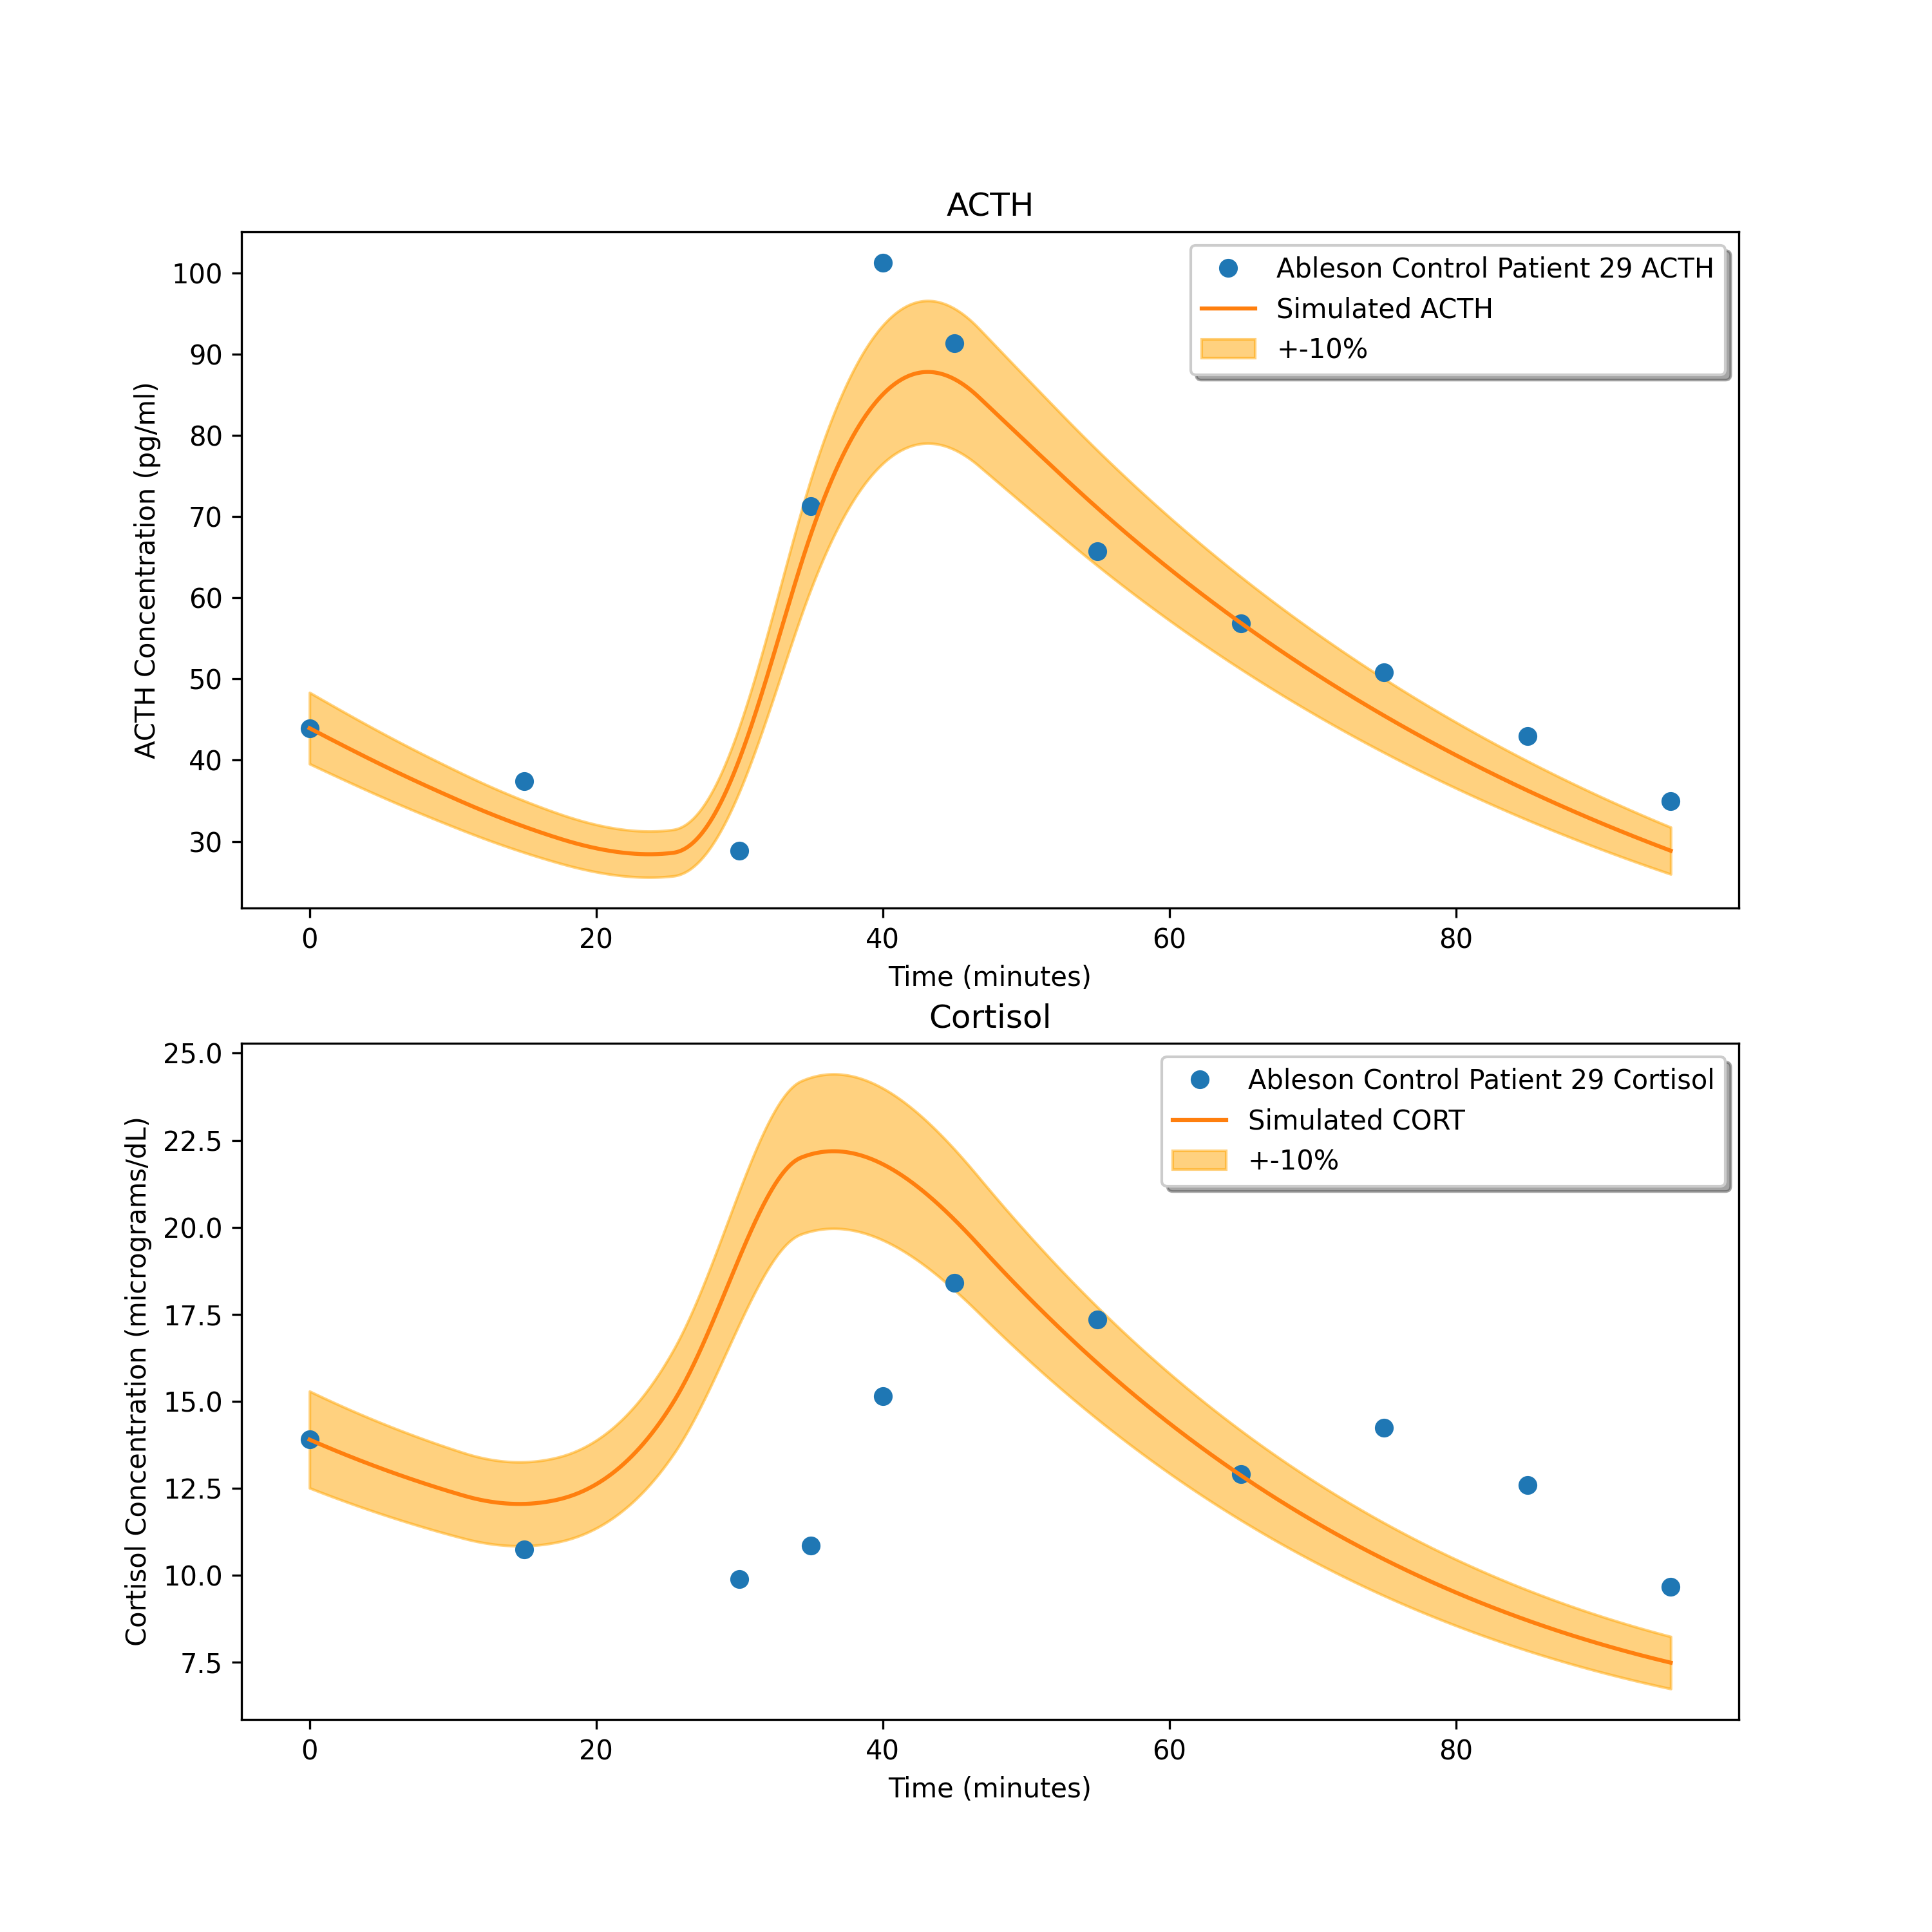 ACTH
100
90
80
70
60
50
40
30
ACTH Concentration (pg/ml)
Ableson Control Patient 29 ACTH
Simulated ACTH
+-10%
0 20 40 60 80
Time (minutes)
Cortisol
25.0
22.5
20.0
17.5
15.0
12.5
10.0
7.5
Cortisol Concentration (micrograms/dL)
Ableson Control Patient 29 Cortisol
Simulated CORT
+-10%
0 20 40 60 80
Time (minutes)